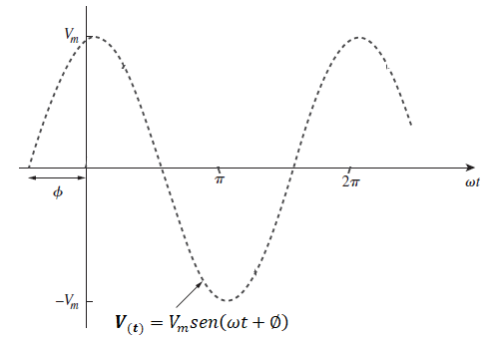 Vₘ
π
2π
ωt
ϕ
−Vₘ
V₍ₜ₎ = Vₘsen(ωt + Ø)